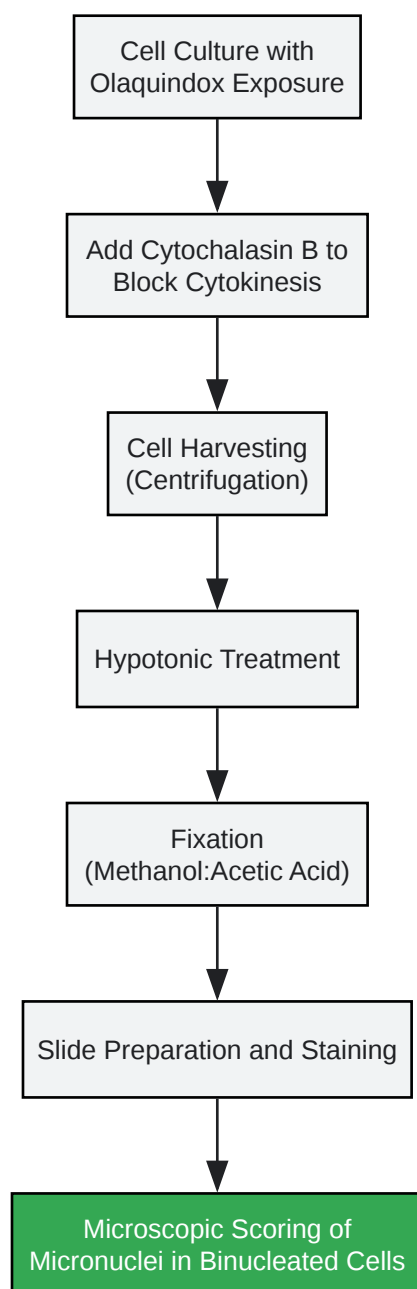 Cell Culture with
Olaquindox Exposure
Add Cytochalasin B to
Block Cytokinesis
Cell Harvesting
(Centrifugation)
Hypotonic Treatment
Fixation
(Methanol:Acetic Acid)
Slide Preparation and Staining
Microscopic Scoring of
Micronuclei in Binucleated Cells